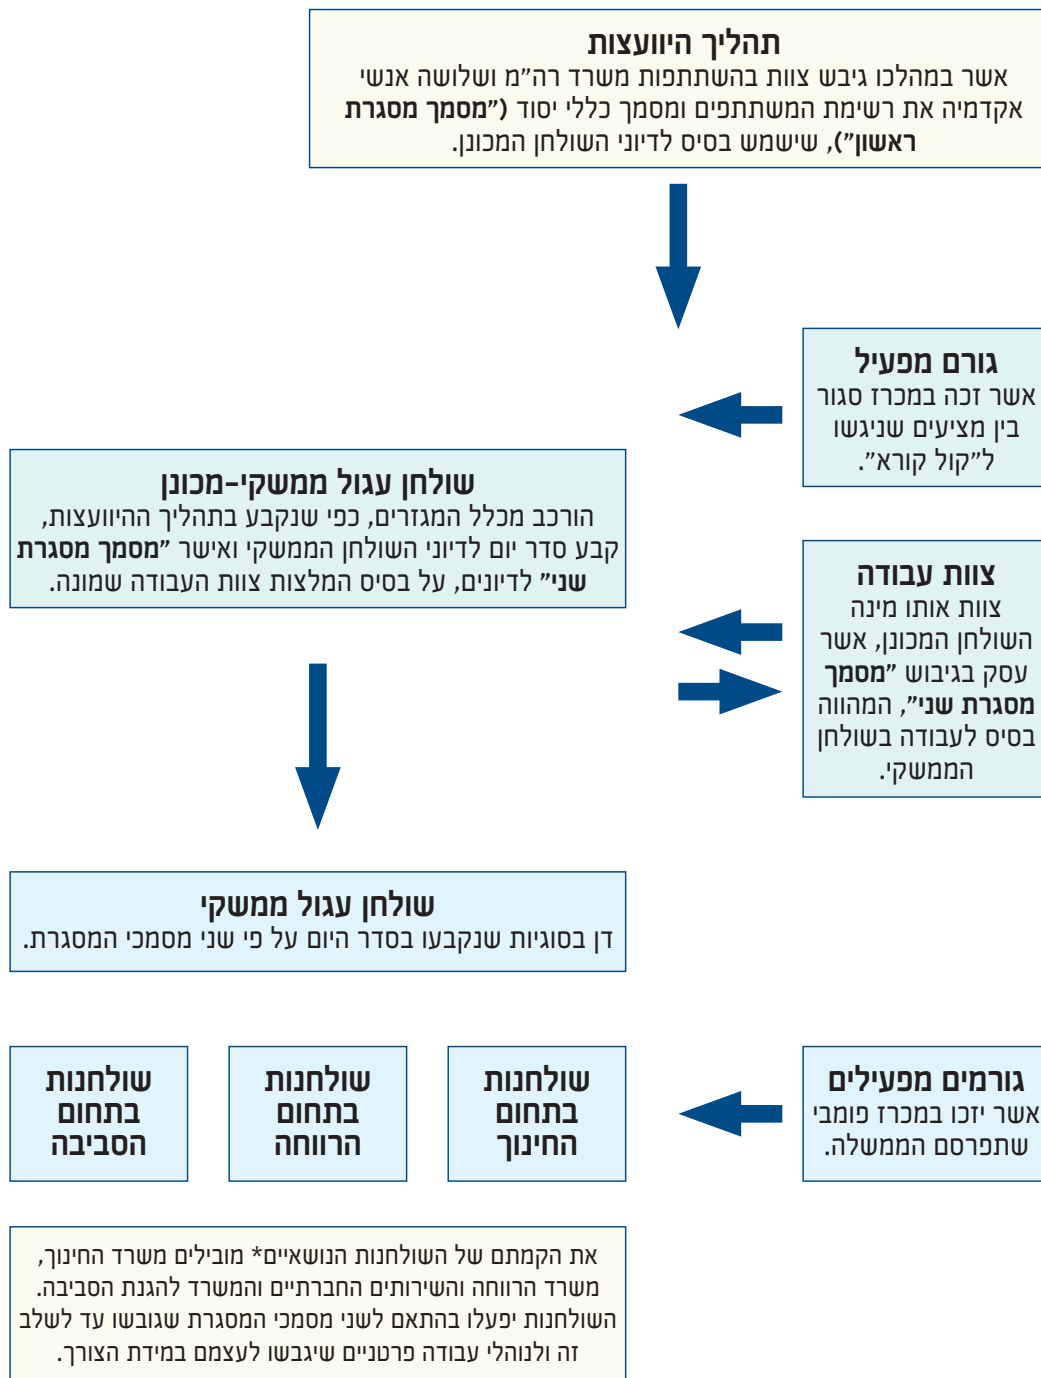 תהליך היוועצות
אשר במהלכו גיבש צוות בהשתתפות משרד רה"מ ושלושה אנשי
אקדמיה את רשימת המשתתפים ומסמך כללי יסוד ("מסמך מסגרת
ראשון"), שישמש בסיס לדיוני השולחן המכונן.
גורם מפעיל
אשר זכה במכרז סגור
בין מציעים שניגשו
ל"קול קורא".
שולחן עגול ממשקי-מכונן
הורכב מכלל המגזרים, כפי שנקבע בתהליך ההיוועצות,
קבע סדר יום לדיוני השולחן הממשקי ואישר "מסמך מסגרת
שני" לדיונים, על בסיס המלצות צוות העבודה שמונה.
צוות עבודה
צוות אותו מינה
השולחן המכונן, אשר
עסק בגיבוש "מסמך
מסגרת שני", המהווה
בסיס לעבודה בשולחן
הממשקי.
שולחן עגול ממשקי
דן בסוגיות שנקבעו בסדר היום על פי שני מסמכי המסגרת.
גורמים מפעילים
אשר יזכו במכרז פומבי
שתפרסם הממשלה.
שולחנות
בתחום
החינוך
שולחנות
בתחום
הרווחה
שולחנות
בתחום
הסביבה
את הקמתם של השולחנות הנושאיים* מובילים משרד החינוך,
משרד הרווחה והשירותים החברתיים והמשרד להגנת הסביבה.
השולחנות יפעלו בהתאם לשני מסמכי המסגרת שגובשו עד לשלב
זה ולנוהלי עבודה פרטניים שיגבשו לעצמם במידת הצורך.